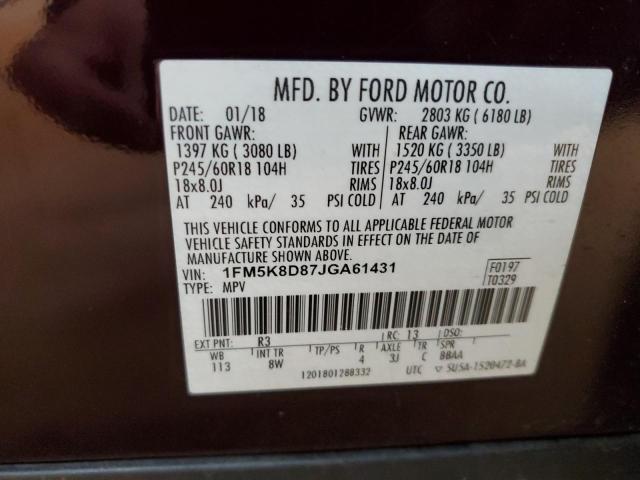 MFD. BY FORD MOTOR CO.
DATE: 01/18 GVWR: 2803 KG ( 6180 LB)
FRONT GAWR: REAR GAWR:
1397 KG ( 3080 LB) WITH 1520 KG ( 3350 LB) WITH
P245/60R18 104H TIRES P245/60R18 104H TIRES
18x8.0J RIMS 18x8.0J RIMS
AT 240 kPa/ 35 PSI COLD AT 240 kPa/ 35 PSI COLD
THIS VEHICLE CONFORMS TO ALL APPLICABLE FEDERAL MOTOR
VEHICLE SAFETY STANDARDS IN EFFECT ON THE DATE OF
MANUFACTURE SHOWN ABOVE.
VIN: 1FM5K8D87JGA61431 F0197
TYPE: MPV T0329
EXT PNT: R3 RC: 13 DSO:
WB INT TR TP/PS R AXLE TR SPR
113 8W 4 3J C BBAA
1201801288332 UTC ▽ SU5A-1520472-BA